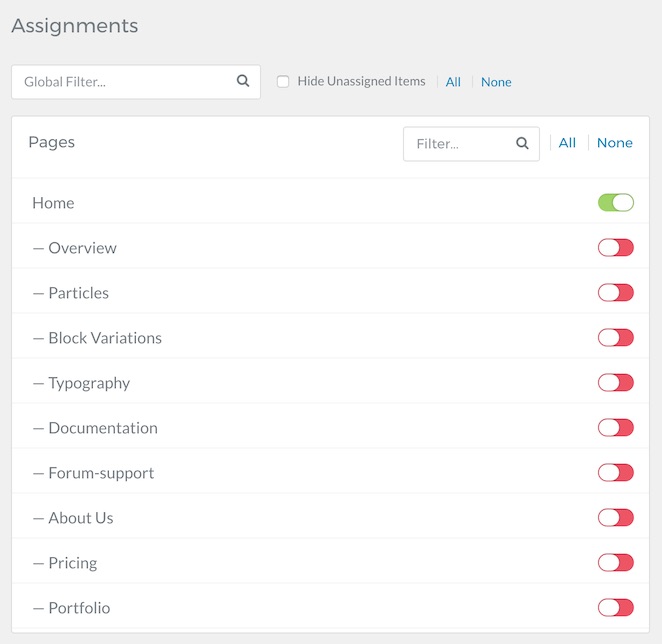 Assignments
Global Filter... Hide Unassigned Items All None
Pages Filter... All None
Home
— Overview
— Particles
— Block Variations
— Typography
— Documentation
— Forum-support
— About Us
— Pricing
— Portfolio